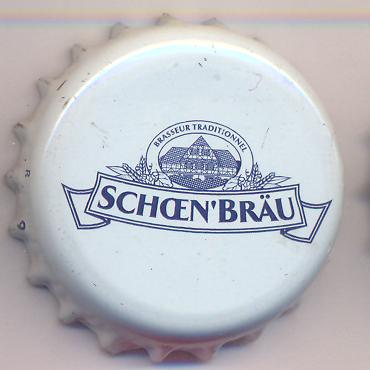 BRASSEUR TRADITIONNEL
SCHŒN'BRÄU